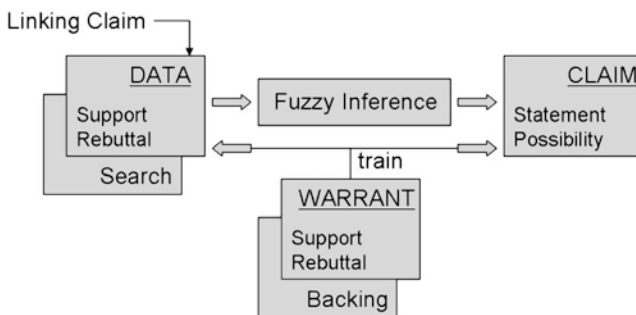 Linking Claim
DATA
Support
Rebuttal
Search
Fuzzy Inference
CLAIM
Statement
Possibility
train
WARRANT
Support
Rebuttal
Backing